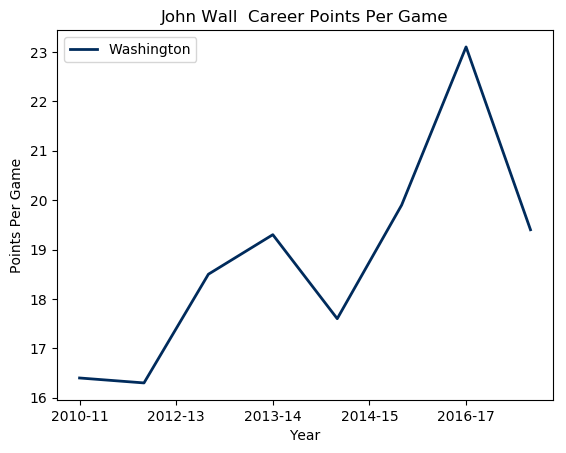 John Wall  Career Points Per Game
Washington
23
22
21
20
19
18
17
16
Points Per Game
2010-11 2012-13 2013-14 2014-15 2016-17
Year